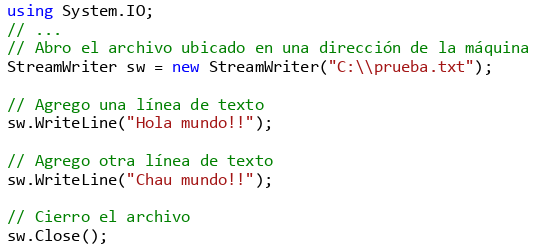 using System.IO;
// ...
// Abro el archivo ubicado en una dirección de la máquina
StreamWriter sw = new StreamWriter("C:\\prueba.txt");
// Agrego una línea de texto
sw.WriteLine("Hola mundo!!");
// Agrego otra línea de texto
sw.WriteLine("Chau mundo!!");
// Cierro el archivo
sw.Close();